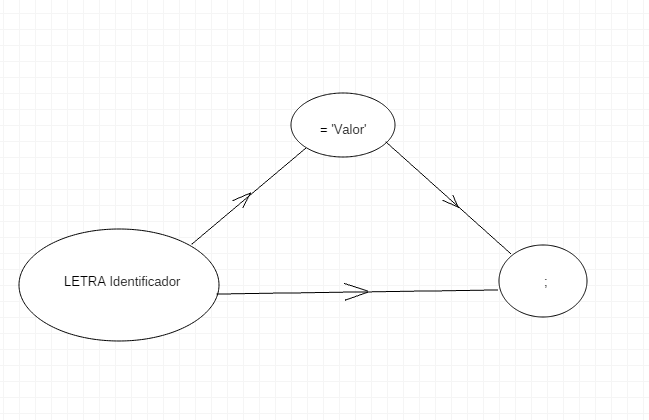 = 'Valor'
LETRA Identificador
;